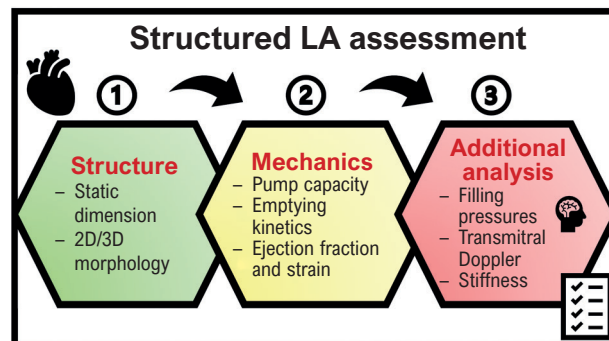 Structured LA assessment
1
2
3
Structure
– Static
dimension
– 2D/3D
morphology
Mechanics
– Pump capacity
– Emptying
kinetics
– Ejection fraction
and strain
Additional
analysis
– Filling
pressures
– Transmitral
Doppler
– Stiffness